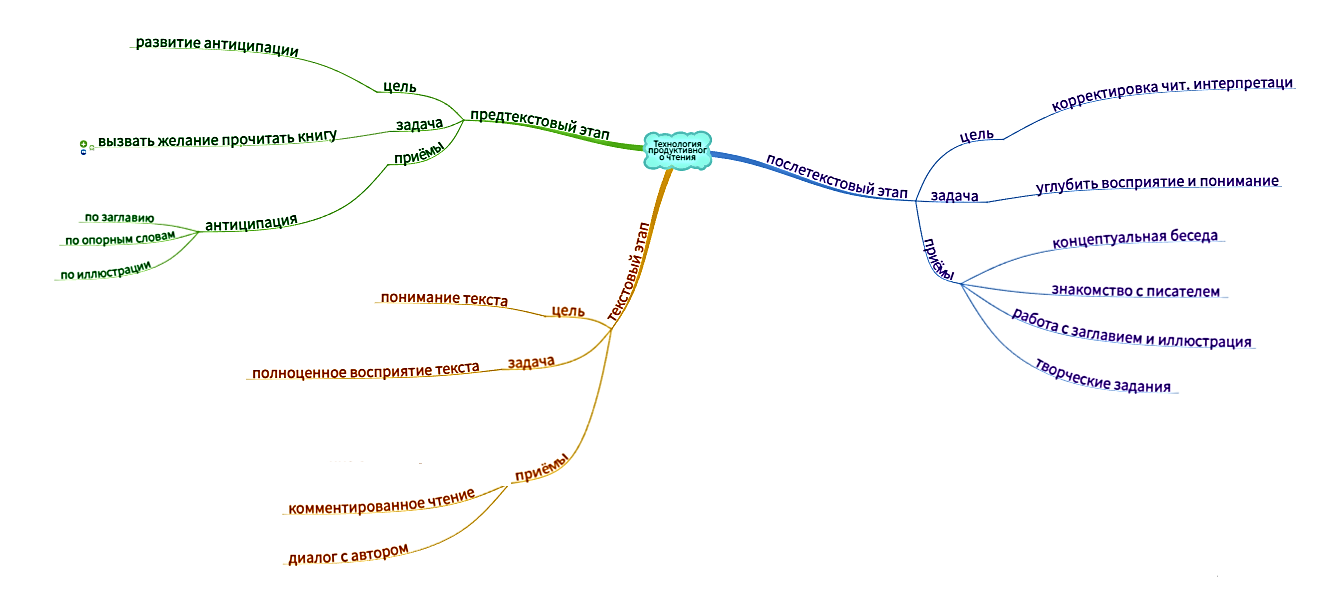 Технология
продуктивног
о чтения
предтекстовый этап
цель
развитие антиципации
задача
вызвать желание прочитать книгу
приёмы
антиципация
по заглавию
по опорным словам
по иллюстрации
текстовый этап
цель
понимание текста
задача
полноценное восприятие текста
приёмы
комментированное чтение
диалог с автором
послетекстовый этап
цель
корректировка чит. интерпретаци
задача
углубить восприятие и понимание
приёмы
концептуальная беседа
знакомство с писателем
работа с заглавием и иллюстрация
творческие задания